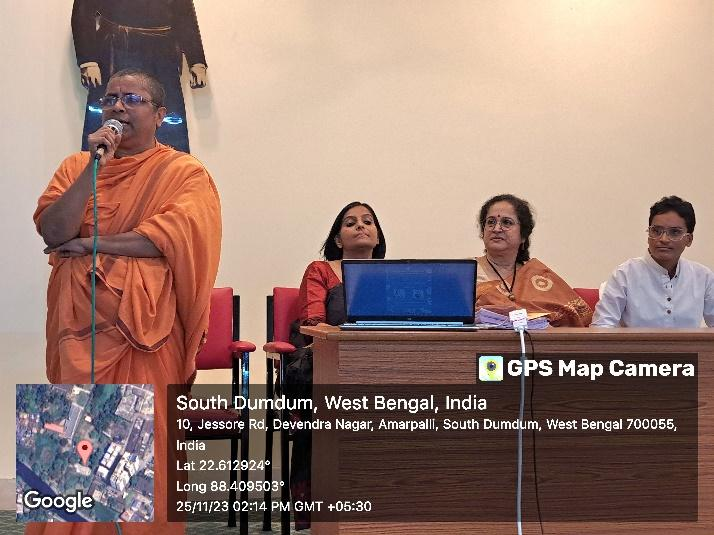 GPS Map Camera
South Dumdum, West Bengal, India
10, Jessore Rd, Devendra Nagar, Amarpalli, South Dumdum, West Bengal 700055,
India
Lat 22.612924°
Long 88.409503°
25/11/23 02:14 PM GMT +05:30
Google